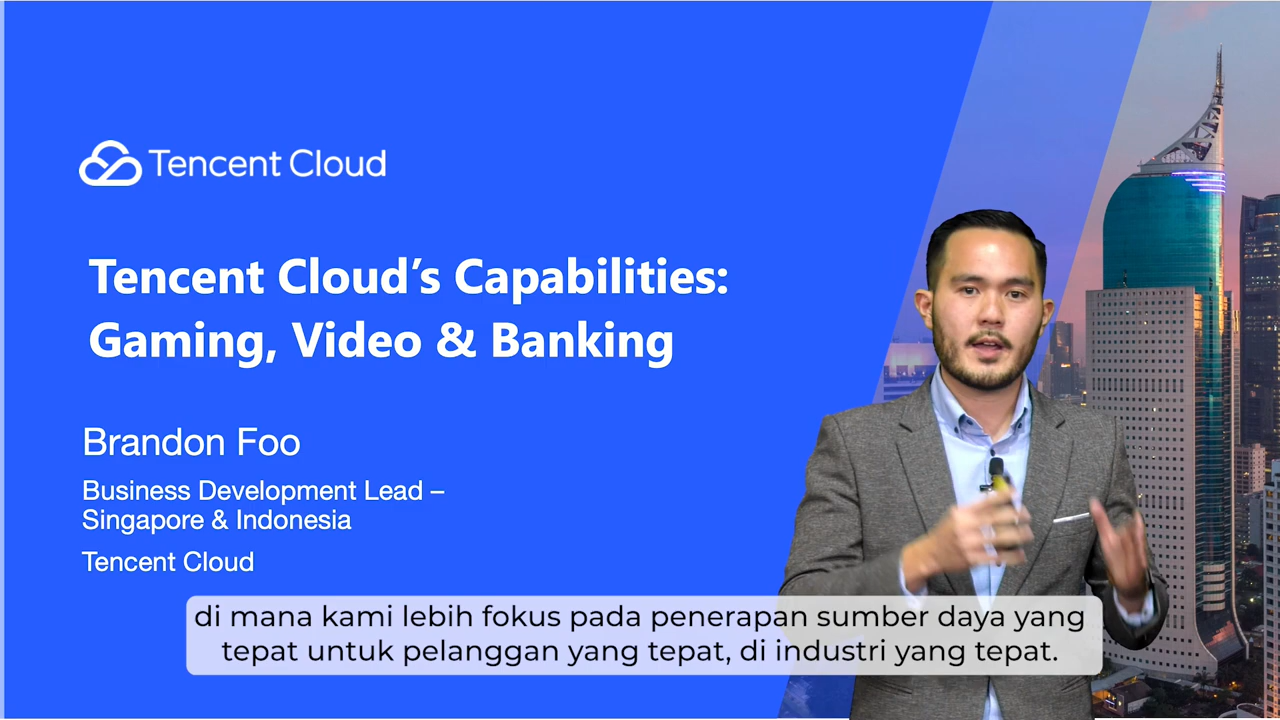 Tencent Cloud
Tencent Cloud’s Capabilities:
Gaming, Video & Banking
Brandon Foo
Business Development Lead –
Singapore & Indonesia
Tencent Cloud
di mana kami lebih fokus pada penerapan sumber daya yang
tepat untuk pelanggan yang tepat, di industri yang tepat.